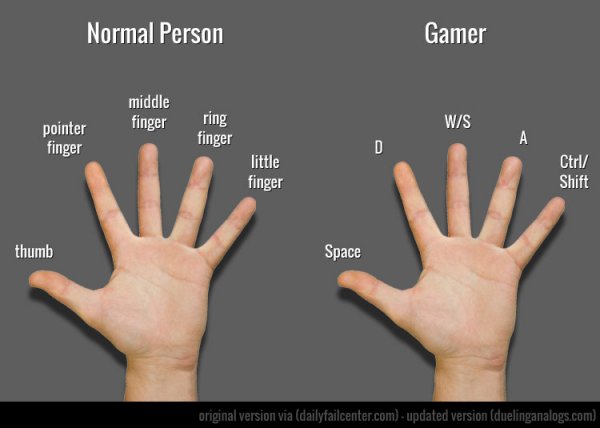 Normal Person
Gamer
middle
finger
ring
finger
pointer
finger
little
finger
thumb
W/S
D
A
Ctrl/
Shift
Space
original version via (dailyfailcenter.com) - updated version (duelinganalogs.com)